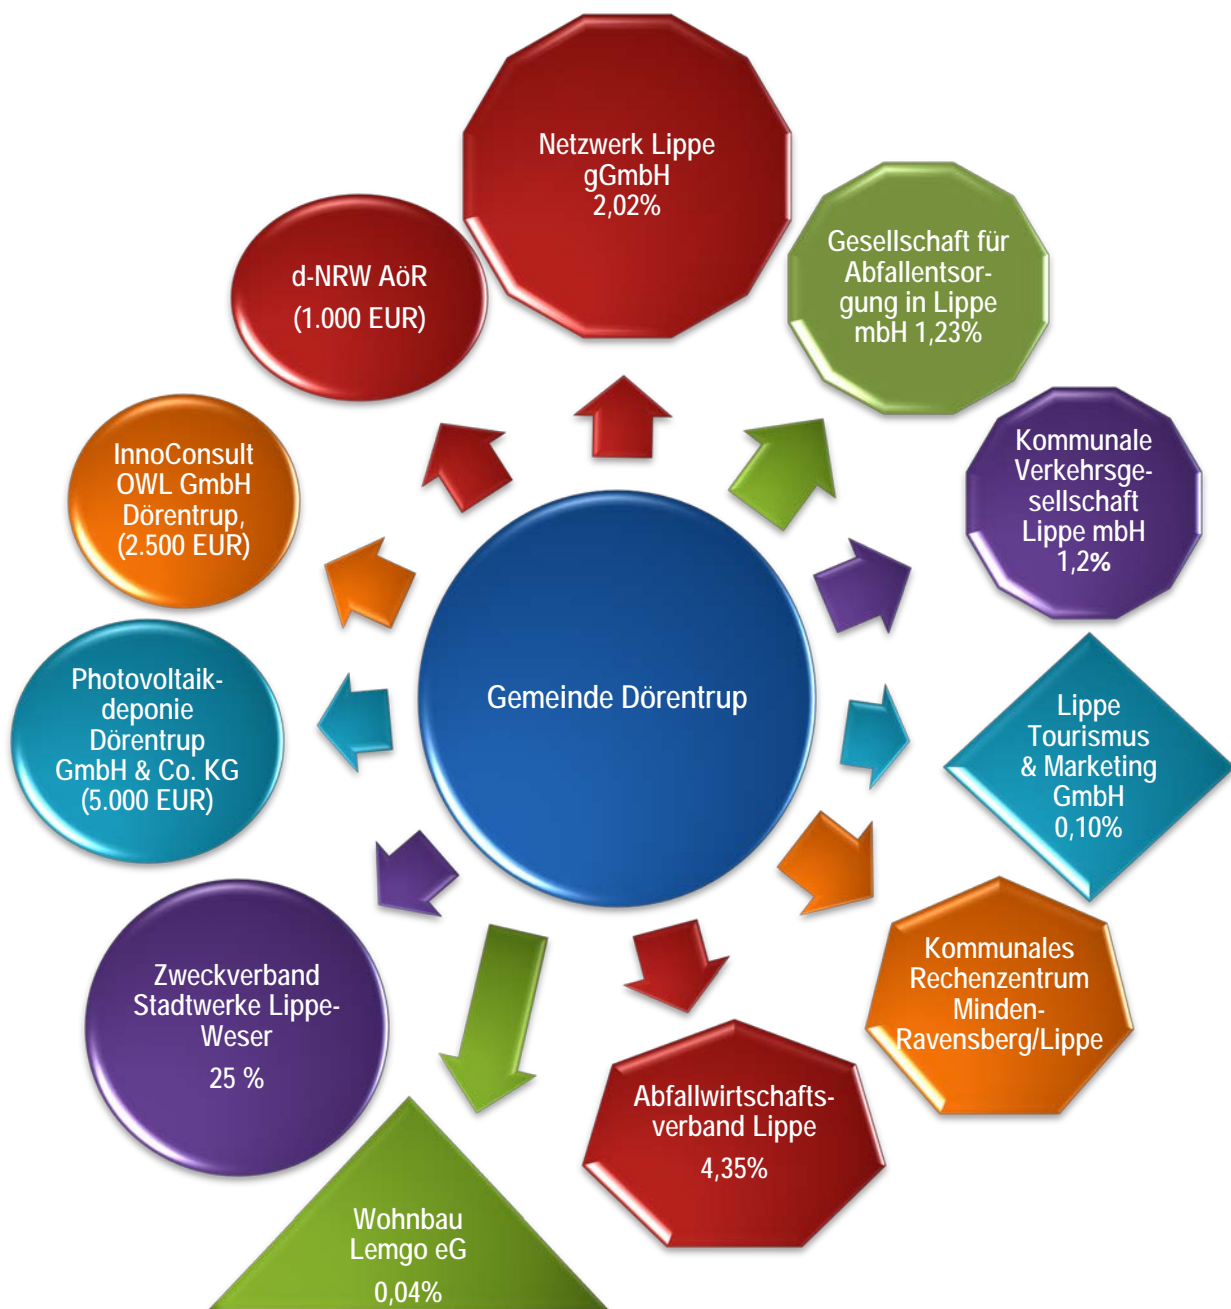 Netzwerk Lippe
gGmbH
2,02%
Gesellschaft für
Abfallentsor-
gung in Lippe
mbH 1,23%
Kommunale
Verkehrsge-
sellschaft
Lippe mbH
1,2%
Lippe
Tourismus
& Marketing
GmbH
0,10%
Kommunales
Rechenzentrum
Minden-
Ravensberg/Lippe
Abfallwirtschafts-
verband Lippe
4,35%
Wohnbau
Lemgo eG
0,04%
Zweckverband
Stadtwerke Lippe-
Weser
25 %
Photovoltaik-
deponie
Dörentrup
GmbH & Co. KG
(5.000 EUR)
InnoConsult
OWL GmbH
Dörentrup,
(2.500 EUR)
d-NRW AöR
(1.000 EUR)
Gemeinde Dörentrup